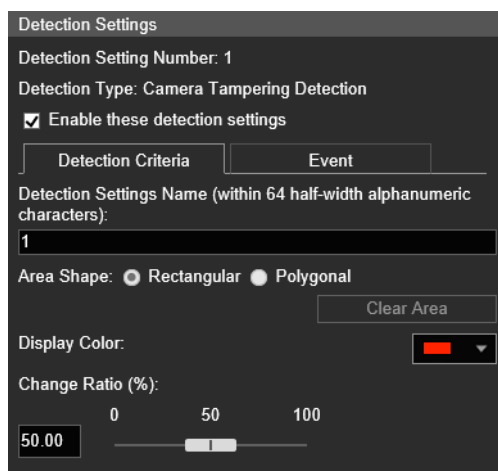 Detection Settings
Detection Setting Number: 1
Detection Type: Camera Tampering Detection
Enable these detection settings
Detection Criteria Event
Detection Settings Name (within 64 half-width alphanumeric
characters):
1
Area Shape: Rectangular Polygonal
Clear Area
Display Color:
Change Ratio (%):
0 50 100
50.00